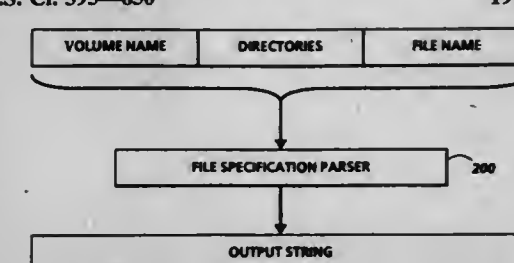 VOLUME NAME DIRECTORIES FILE NAME
FILE SPECIFICATION PARSER 200
OUTPUT STRING